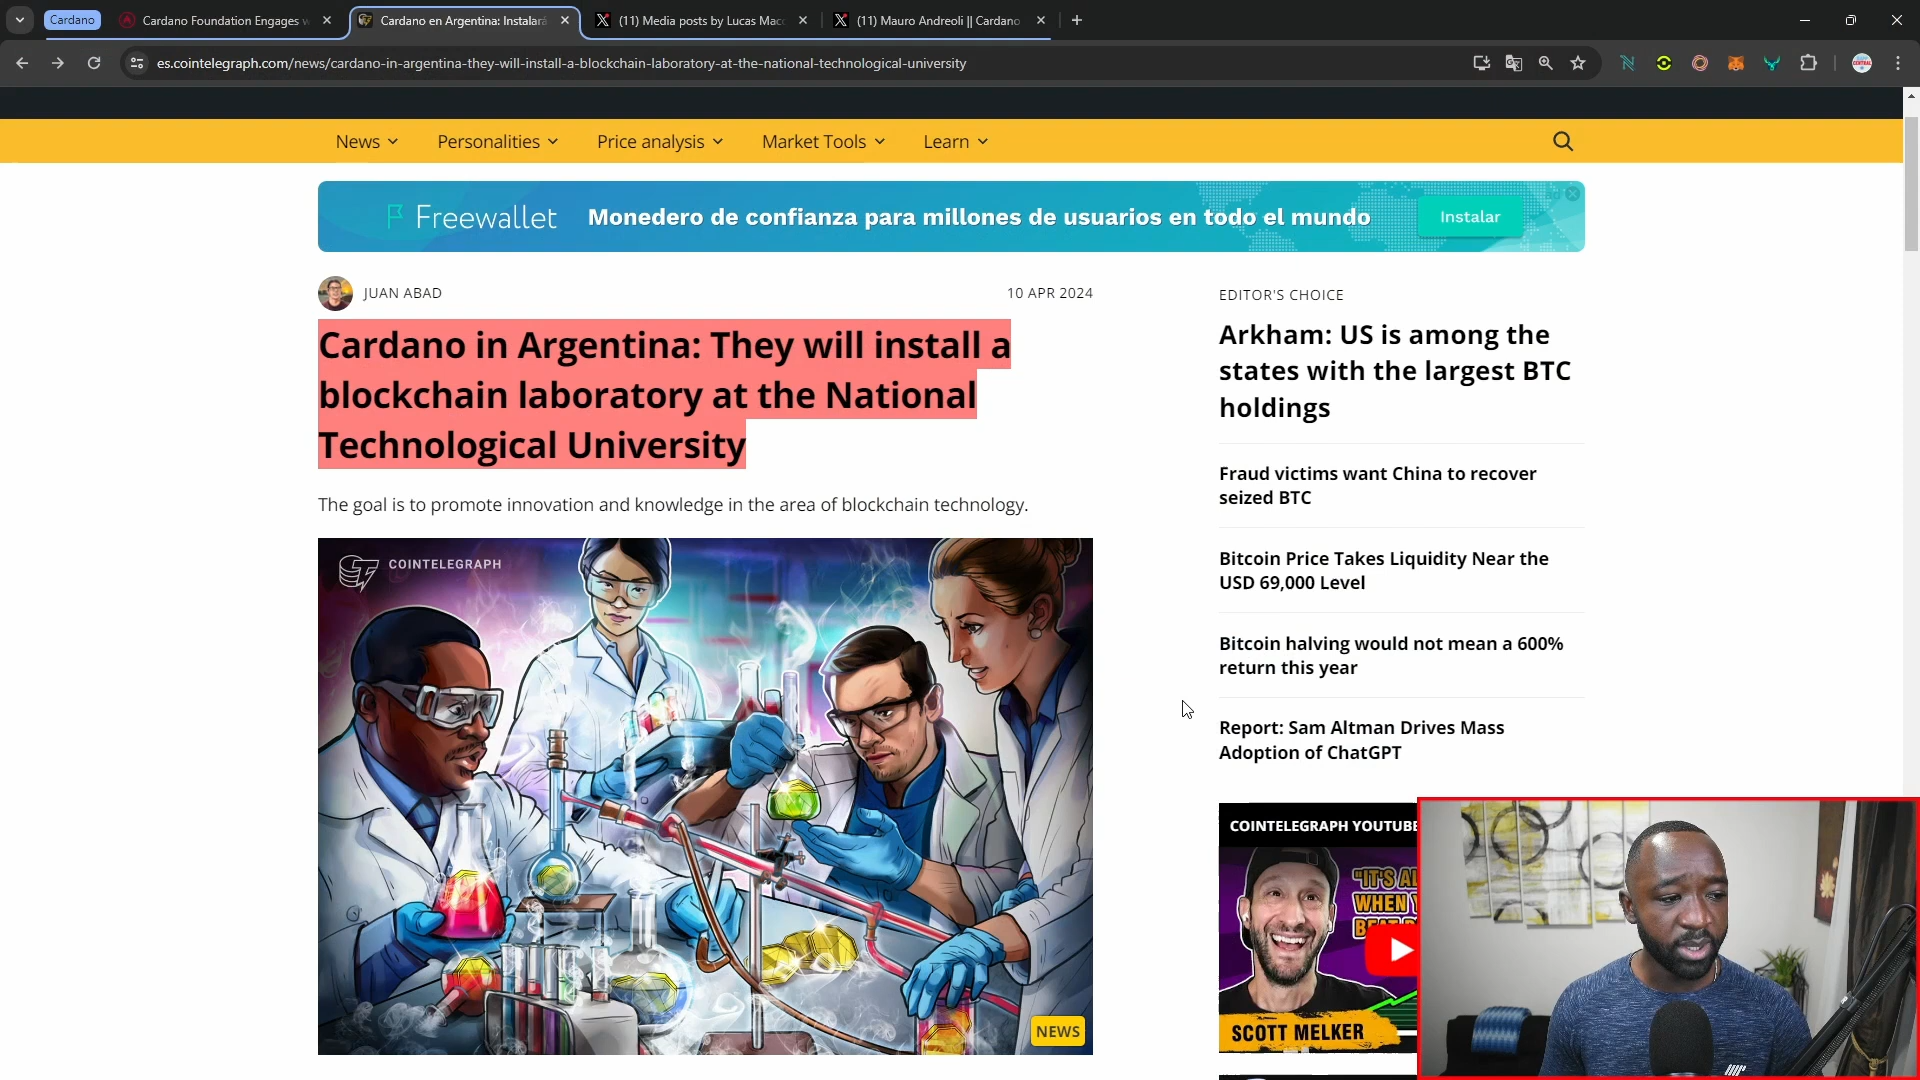 Cardano
Cardano Foundation Engages w
Cardano en Argentina: Instalará
(11) Media posts by Lucas Macc
(11) Mauro Andreoli || Cardano
es.cointelegraph.com/news/cardano-in-argentina-they-will-install-a-blockchain-laboratory-at-the-national-technological-university
News
Personalities
Price analysis
Market Tools
Learn
Freewallet
Monedero de confianza para millones de usuarios en todo el mundo
Instalar
JUAN ABAD
10 APR 2024
Cardano in Argentina: They will install a
blockchain laboratory at the National
Technological University
The goal is to promote innovation and knowledge in the area of blockchain technology.
COINTELEGRAPH
NEWS
EDITOR'S CHOICE
Arkham: US is among the
states with the largest BTC
holdings
Fraud victims want China to recover
seized BTC
Bitcoin Price Takes Liquidity Near the
USD 69,000 Level
Bitcoin halving would not mean a 600%
return this year
Report: Sam Altman Drives Mass
Adoption of ChatGPT
COINTELEGRAPH YOUTUBE
"IT'S AL
WHEN Y
SCOTT MELKER